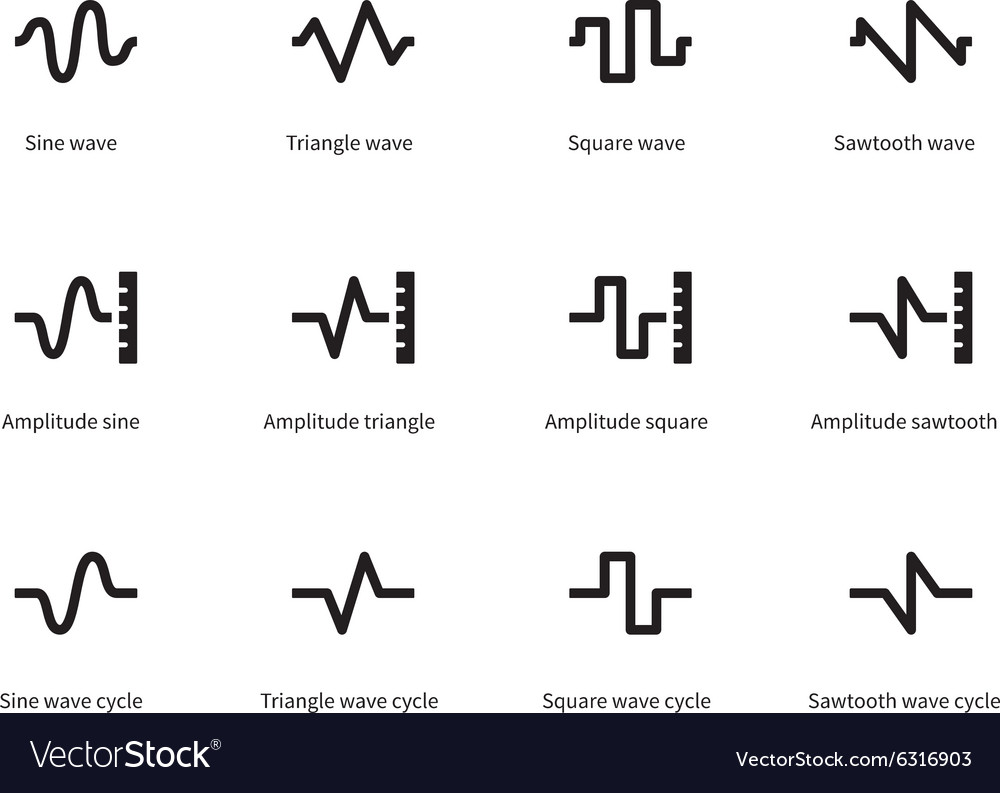 Sine wave
Triangle wave
Square wave
Sawtooth wave
Amplitude sine
Amplitude triangle
Amplitude square
Amplitude sawtooth
Sine wave cycle
Triangle wave cycle
Square wave cycle
Sawtooth wave cycle
VectorStock®
VectorStock.com/6316903